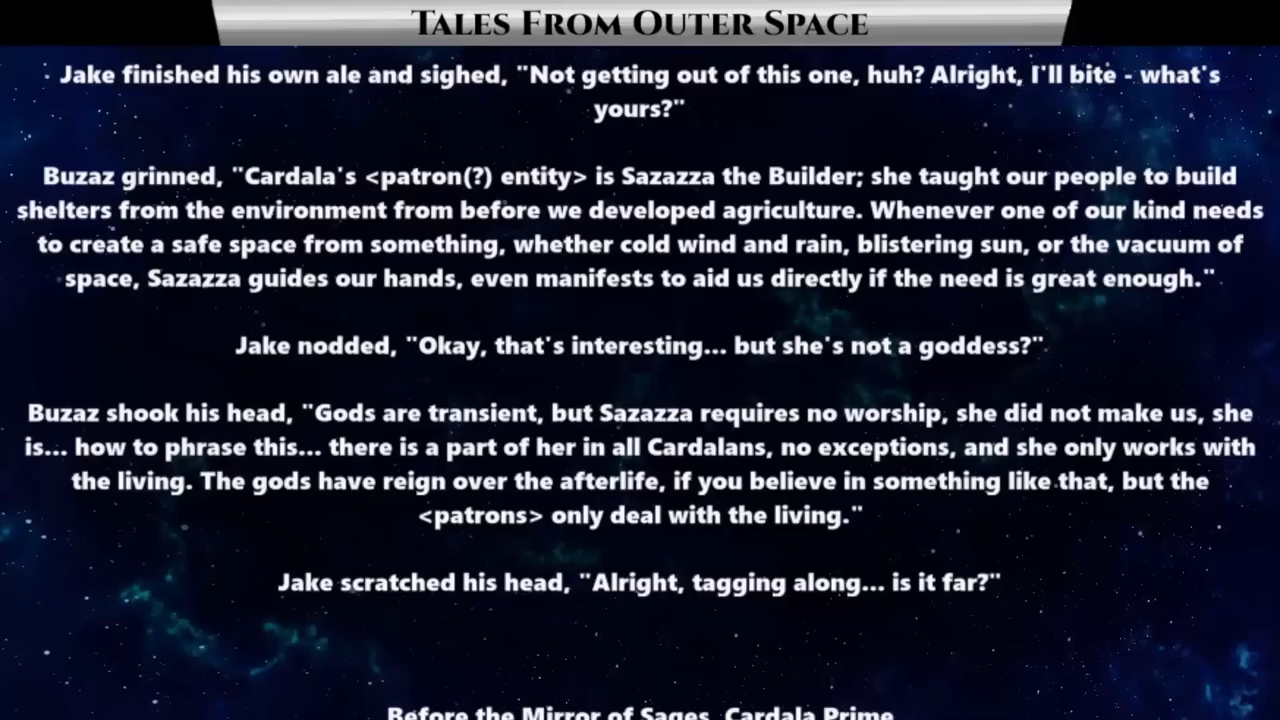 Tales From Outer Space
Jake finished his own ale and sighed, "Not getting out of this one, huh? Alright, I'll bite - what's
yours?"
Buzaz grinned, "Cardala's <patron(?) entity> is Sazazza the Builder; she taught our people to build
shelters from the environment from before we developed agriculture. Whenever one of our kind needs
to create a safe space from something, whether cold wind and rain, blistering sun, or the vacuum of
space, Sazazza guides our hands, even manifests to aid us directly if the need is great enough."
Jake nodded, "Okay, that's interesting... but she's not a goddess?"
Buzaz shook his head, "Gods are transient, but Sazazza requires no worship, she did not make us, she
is... how to phrase this... there is a part of her in all Cardalans, no exceptions, and she only works with
the living. The gods have reign over the afterlife, if you believe in something like that, but the
<patrons> only deal with the living."
Jake scratched his head, "Alright, tagging along... is it far?"
Before the Mirror of Sages, Cardala Prime